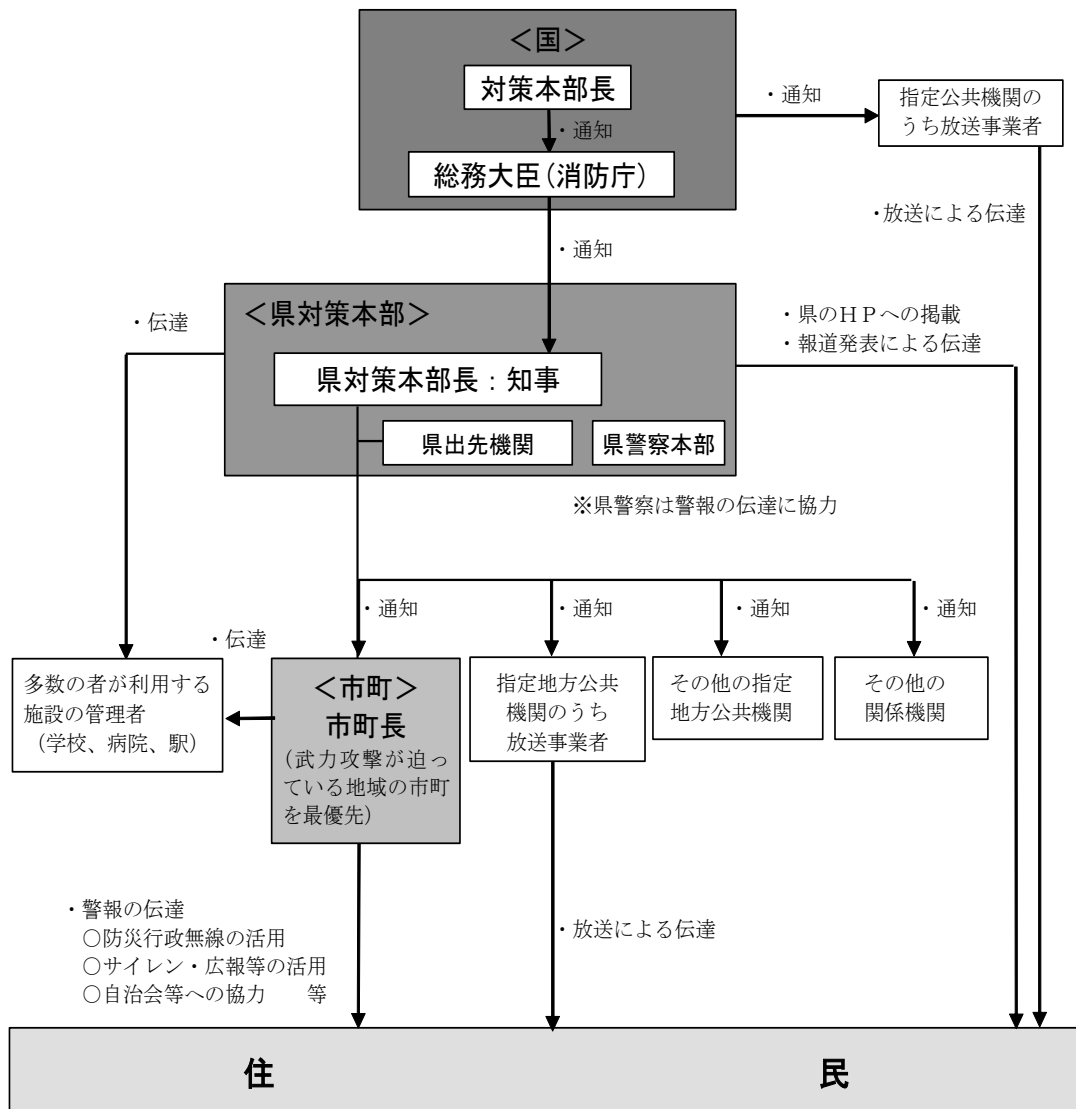 ＜国＞
対策本部長
・通知
総務大臣（消防庁）
・通知
指定公共機関の
うち放送事業者
・放送による伝達
・通知
＜県対策本部＞
・伝達
県対策本部長：知事
・県のＨＰへの掲載
・報道発表による伝達
県出先機関
県警察本部
※県警察は警報の伝達に協力
・通知
・通知
・通知
・通知
・伝達
多数の者が利用する
施設の管理者
（学校、病院、駅）
＜市町＞
市町長
（武力攻撃が迫っ
ている地域の市町
を最優先）
指定地方公共
機関のうち
放送事業者
その他の指定
地方公共機関
その他の
関係機関
・警報の伝達
○防災行政無線の活用
○サイレン・広報等の活用
○自治会等への協力　　等
・放送による伝達
住　民